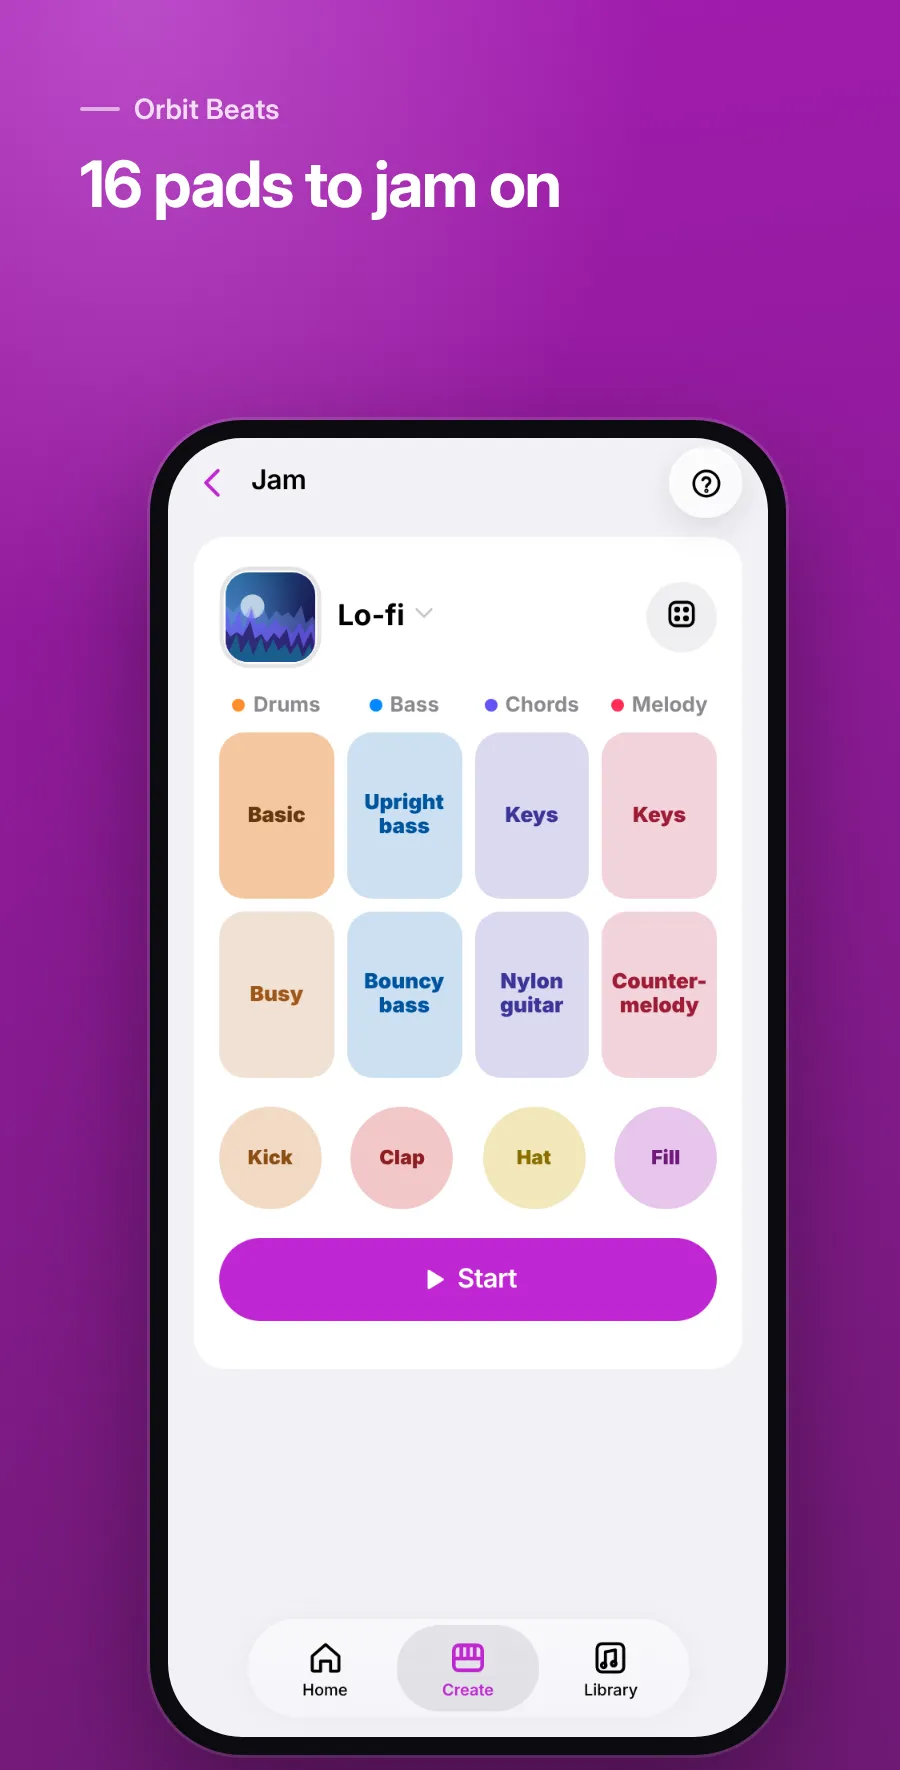 Orbit Beats
16 pads to jam on
Jam
Lo-fi
Drums
Bass
Chords
Melody
Basic
Upright
bass
Keys
Keys
Busy
Bouncy
bass
Nylon
guitar
Counter-
melody
Kick
Clap
Hat
Fill
Start
Home
Create
Library